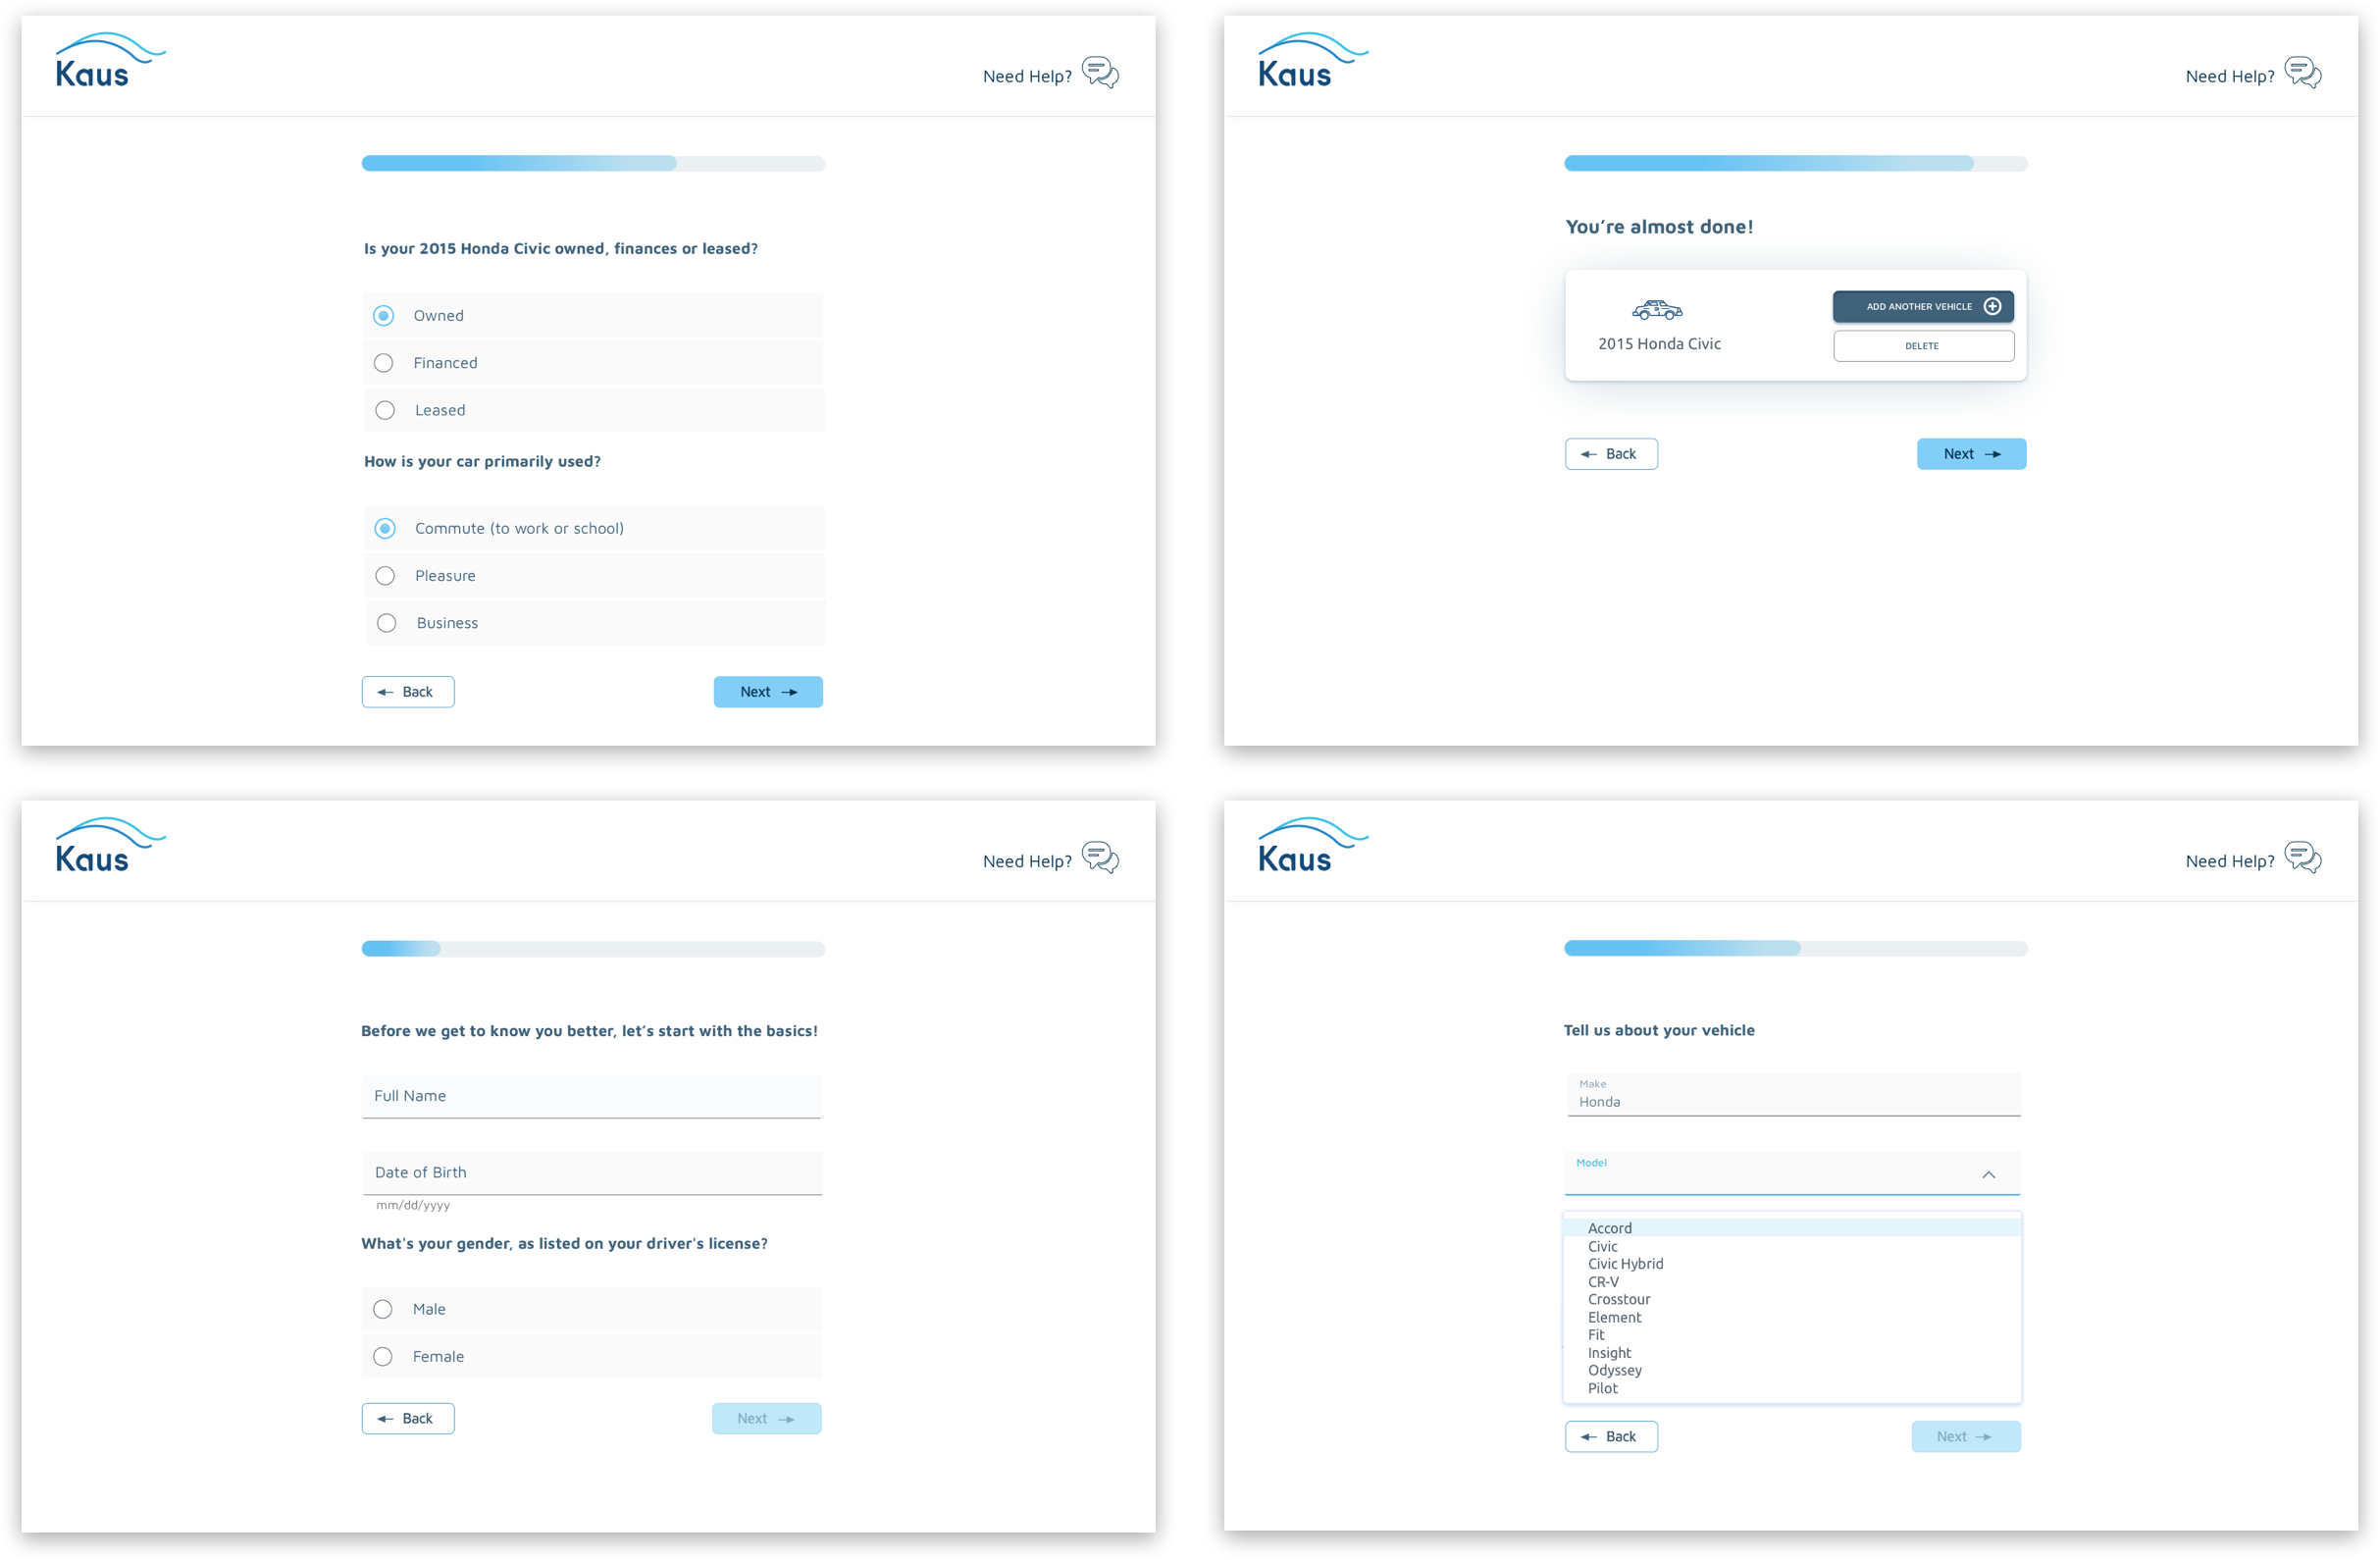 Kaus
Need Help?
Is your 2015 Honda Civic owned, finances or leased?
Owned
Financed
Leased
How is your car primarily used?
Commute (to work or school)
Pleasure
Business
Back
Next
Kaus
Need Help?
You’re almost done!
2015 Honda Civic
ADD ANOTHER VEHICLE
DELETE
Back
Next
Kaus
Need Help?
Before we get to know you better, let’s start with the basics!
Full Name
Date of Birth
mm/dd/yyyy
What's your gender, as listed on your driver's license?
Male
Female
Back
Next
Kaus
Need Help?
Tell us about your vehicle
Make
Honda
Model
Accord
Civic
Civic Hybrid
CR-V
Crosstour
Element
Fit
Insight
Odyssey
Pilot
Back
Next